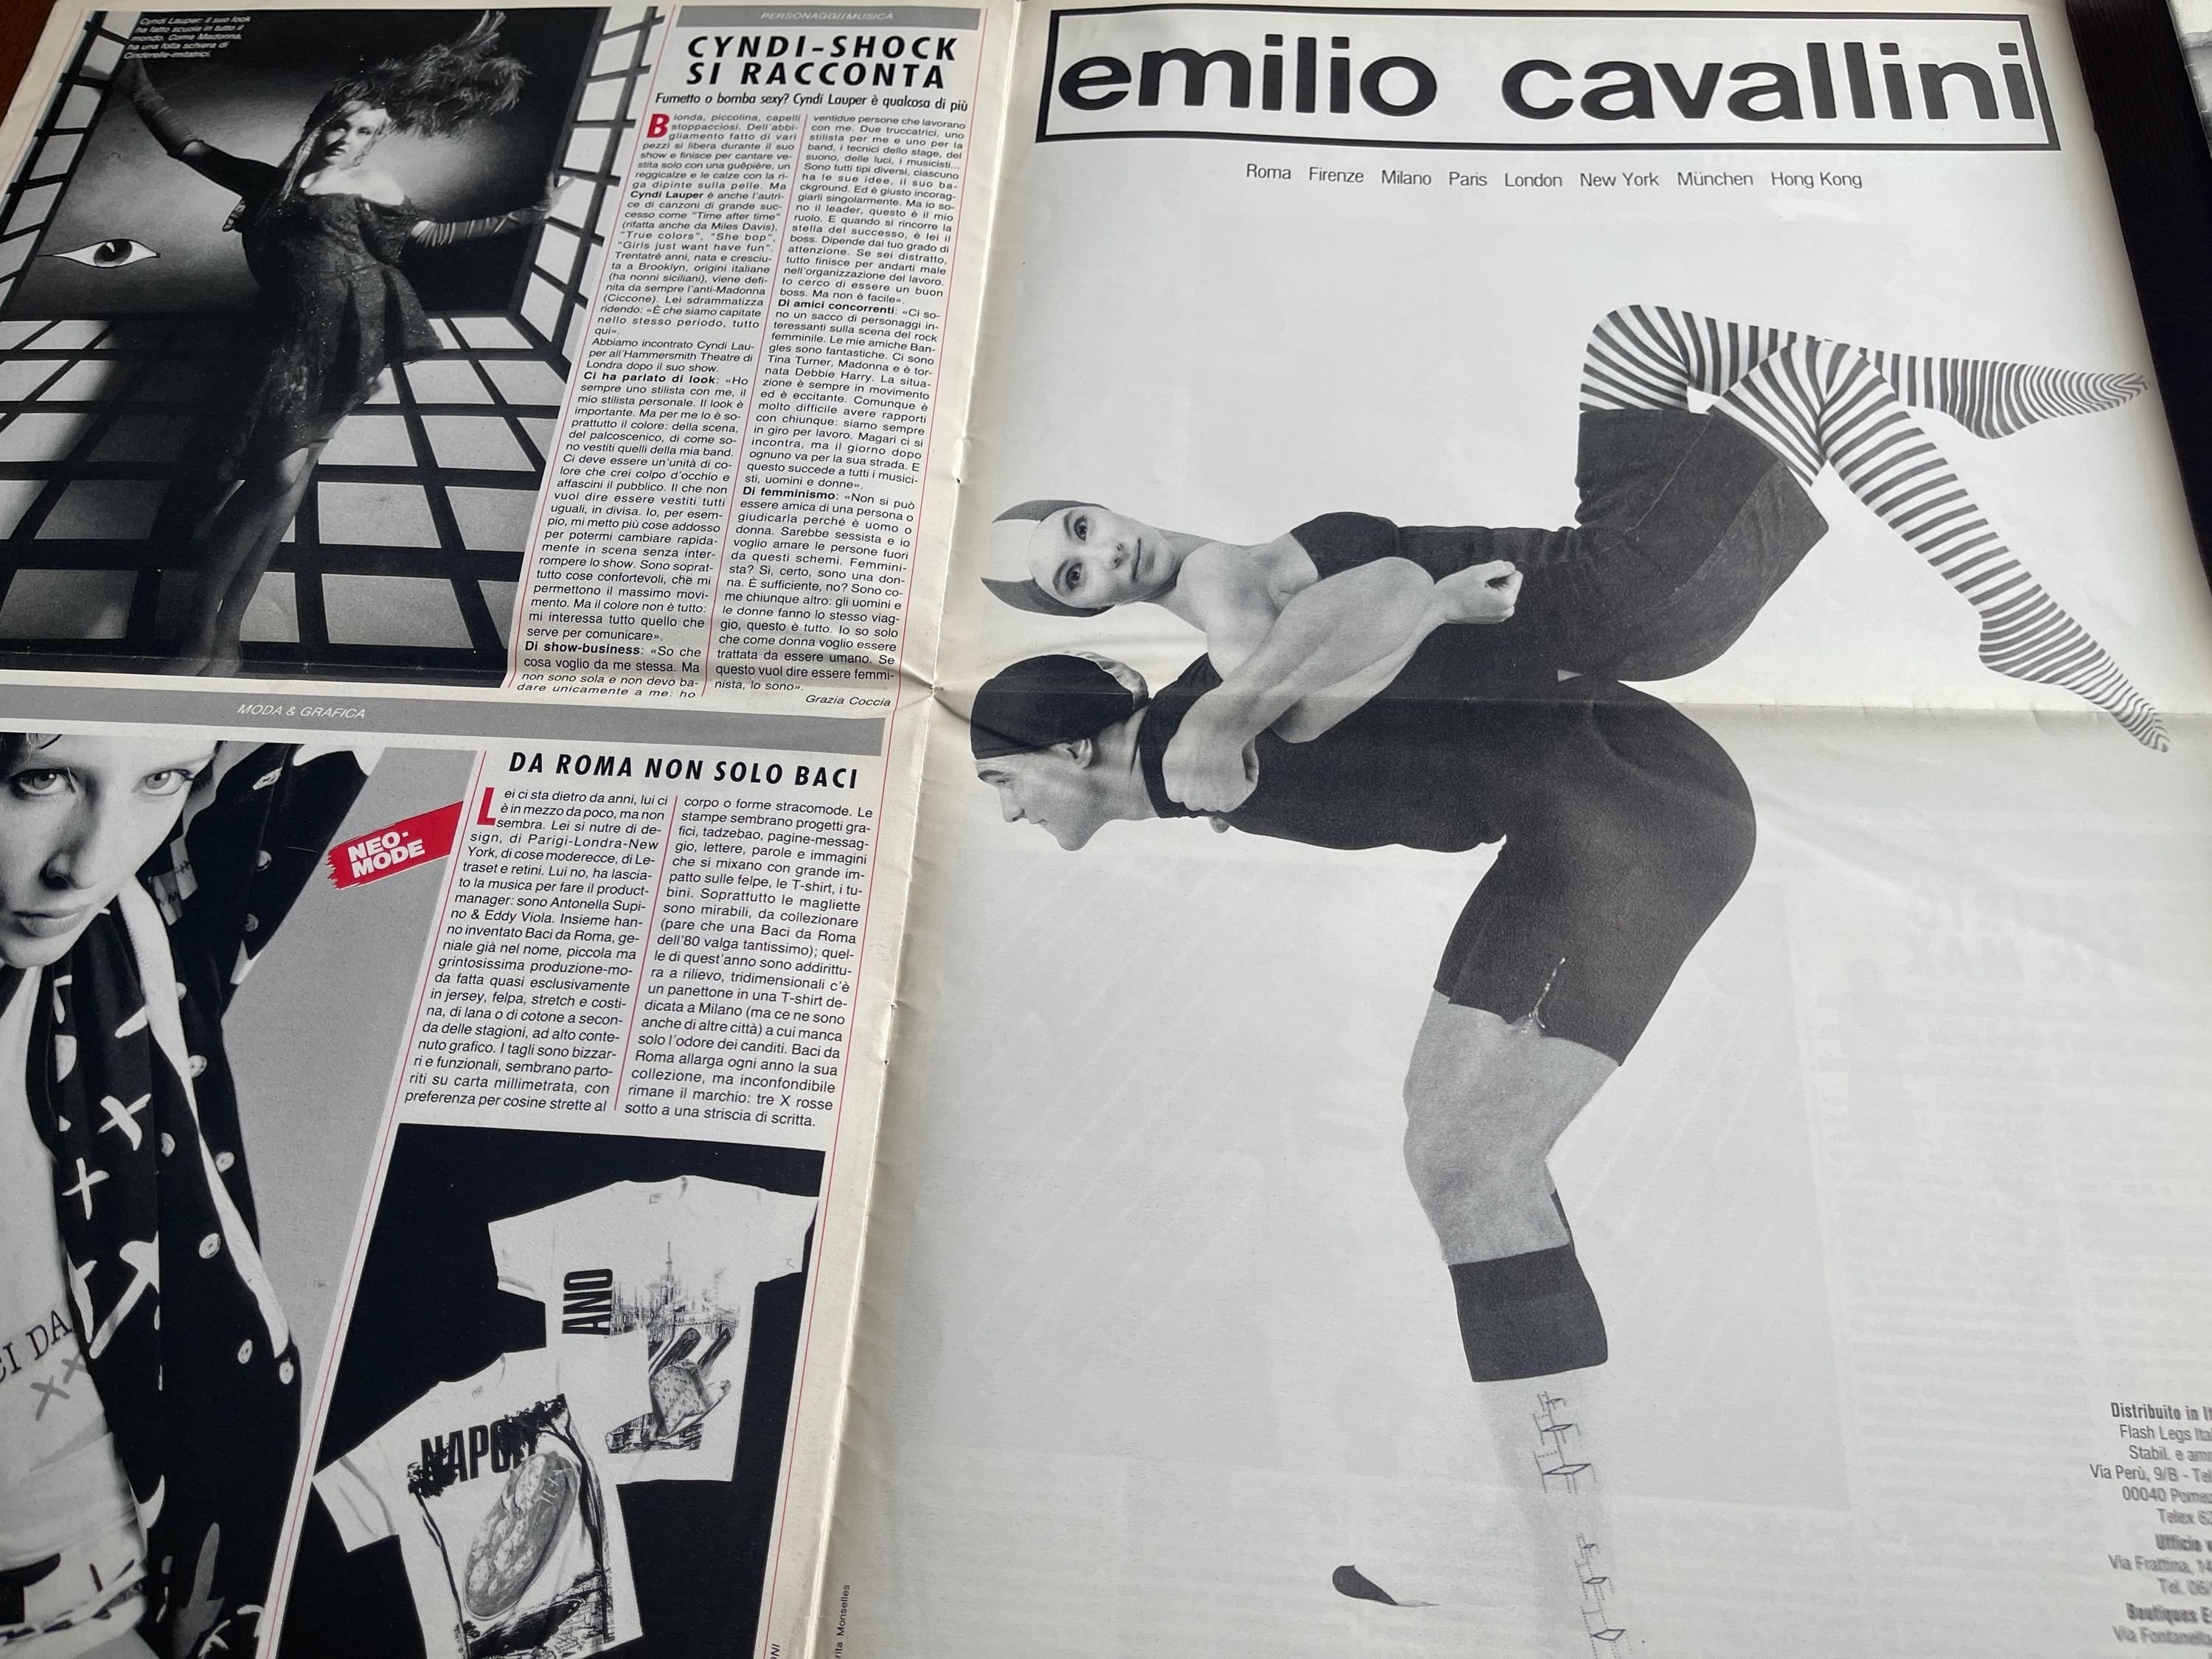 Cyndi Lauper: il suo look
ha fatto scuola in tutto il
mondo. Come Madonna,
ha una folta schiera di
Cinderelle-imitatrici.
PERSONAGGI/MUSICA
CYNDI-SHOCK
SI RACCONTA
Fumetto o bomba sexy? Cyndi Lauper è qualcosa di più
Bionda, piccolina, capelli
stoppacciosi. Dell'abbi-
gliamento fatto di vari
pezzi si libera durante il suo
show e finisce per cantare ve-
stita solo con una guêpière, un
reggicalze e le calze con la ri-
ga dipinte sulla pelle. Ma
Cyndi Lauper è anche l'autri-
ce di canzoni di grande suc-
cesso come "Time after time"
(rifatta anche da Miles Davis),
"True colors", "She bop",
"Girls just want have fun".
Trentatré anni, nata e cresciu-
ta a Brooklyn, origini italiane
(ha nonni siciliani), viene defi-
nita da sempre l'anti-Madonna
(Ciccone). Lei sdrammatizza
ridendo: «È che siamo capitate
nello stesso periodo, tutto
qui».
Abbiamo incontrato Cyndi Lau-
per all'Hammersmith Theatre di
Londra dopo il suo show.
Ci ha parlato di look: «Ho
sempre uno stilista con me, il
mio stilista personale. Il look è
importante. Ma per me lo è so-
prattutto il colore: della scena,
del palcoscenico, di come so-
no vestiti quelli della mia band.
Ci deve essere un'unità di co-
lore che crei colpo d'occhio e
affascini il pubblico. Il che non
vuol dire essere vestiti tutti
uguali, in divisa. Io, per esem-
pio, mi metto più cose addosso
per potermi cambiare rapida-
mente in scena senza inter-
rompere lo show. Sono soprat-
tutto cose confortevoli, che mi
permettono il massimo movi-
mento. Ma il colore non è tutto:
mi interessa tutto quello che
serve per comunicare».
Di show-business: «So che
cosa voglio da me stessa. Ma
non sono sola e non devo ba-
dare unicamente a me: ho
ventidue persone che lavorano
con me. Due truccatrici, uno
stilista per me e uno per la
band, i tecnici dello stage, del
suono, delle luci, i musicisti...
Sono tutti tipi diversi, ciascuno
ha le sue idee, il suo ba-
ckground. Ed è giusto incorag-
giarli singolarmente. Ma io so-
no il leader, questo è il mio
ruolo. E quando si rincorre la
stella del successo, è lei il
boss. Dipende dal tuo grado di
attenzione. Se sei distratto,
tutto finisce per andarti male
nell'organizzazione del lavoro.
Io cerco di essere un buon
boss. Ma non è facile».
Di amici concorrenti: «Ci so-
no un sacco di personaggi in-
teressanti sulla scena del rock
femminile. Le mie amiche Ban-
gles sono fantastiche. Ci sono
Tina Turner, Madonna e è tor-
nata Debbie Harry. La situa-
zione è sempre in movimento
ed è eccitante. Comunque è
molto difficile avere rapporti
con chiunque: siamo sempre
in giro per lavoro. Magari ci si
incontra, ma il giorno dopo
ognuno va per la sua strada. E
questo succede a tutti i musici-
sti, uomini e donne».
Di femminismo: «Non si può
essere amica di una persona o
giudicarla perché è uomo o
donna. Sarebbe sessista e io
voglio amare le persone fuori
da questi schemi. Femmini-
sta? Sì, certo, sono una don-
na. È sufficiente, no? Sono co-
me chiunque altro: gli uomini e
le donne fanno lo stesso viag-
gio, questo è tutto. Io so solo
che come donna voglio essere
trattata da essere umano. Se
questo vuol dire essere femmi-
nista, lo sono».
Grazia Coccia
MODA & GRAFICA
NEO-
MODE
DA ROMA NON SOLO BACI
Lei ci sta dietro da anni, lui ci
è in mezzo da poco, ma non
sembra. Lei si nutre di de-
sign, di Parigi-Londra-New
York, di cose moderecce, di Le-
traset e retini. Lui no, ha lascia-
to la musica per fare il product-
manager: sono Antonella Supi-
no & Eddy Viola. Insieme han-
no inventato Baci da Roma, ge-
niale già nel nome, piccola ma
grintosissima produzione-mo-
da fatta quasi esclusivamente
in jersey, felpa, stretch e costi-
na, di lana o di cotone a secon-
da delle stagioni, ad alto conte-
nuto grafico. I tagli sono bizzar-
ri e funzionali, sembrano parto-
riti su carta millimetrata, con
preferenza per cosine strette al
corpo o forme stracomode. Le
stampe sembrano progetti gra-
fici, tadzebao, pagine-messag-
gio, lettere, parole e immagini
che si mixano con grande im-
patto sulle felpe, le T-shirt, i tu-
bini. Soprattutto le magliette
sono mirabili, da collezionare
(pare che una Baci da Roma
dell'80 valga tantissimo); quel-
le di quest'anno sono addirittu-
ra a rilievo, tridimensionali c'è
un panettone in una T-shirt de-
dicata a Milano (ma ce ne sono
anche di altre città) a cui manca
solo l'odore dei canditi. Baci da
Roma allarga ogni anno la sua
collezione, ma inconfondibile
rimane il marchio: tre X rosse
sotto a una striscia di scritta.
CI DA
XX
ANO
NAPO
rita Monselles
ONI
emilio cavallini
Roma Firenze Milano Paris London New York München Hong Kong
Distribuito in It
Flash Legs Ita
Stabil. e am
Via Perù, 9/B - Tel
00040 Pomez
Telex 62
Ufficio v
Via Frattina, 14
Tel. 06/
Boutiques E
Via Fontanella